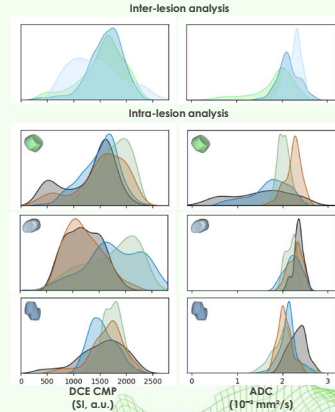 Inter-lesion analysis
Intra-lesion analysis
0 500 1000 1500 2000 2500
0 1 2 3
DCE CMP
(SI, a.u.)
ADC
(10⁻³ mm²/s)